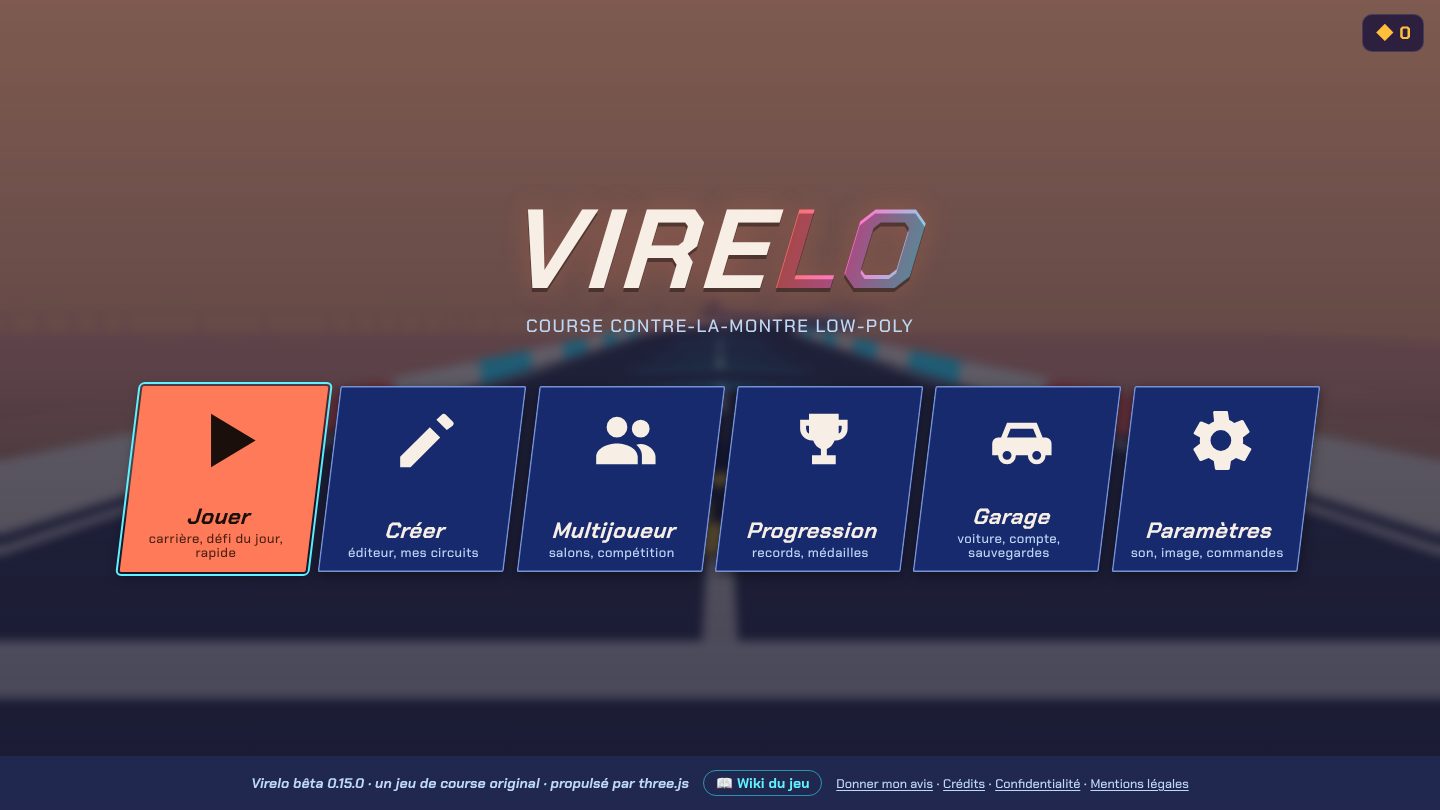 ◆ 0
VIRELO
COURSE CONTRE-LA-MONTRE LOW-POLY
Jouer
carrière, défi du jour,
rapide
Créer
éditeur, mes circuits
Multijoueur
salons, compétition
Progression
records, médailles
Garage
voiture, compte,
sauvegardes
Paramètres
son, image, commandes
Virelo bêta 0.15.0 · un jeu de course original · propulsé par three.js
📖 Wiki du jeu
Donner mon avis · Crédits · Confidentialité · Mentions légales